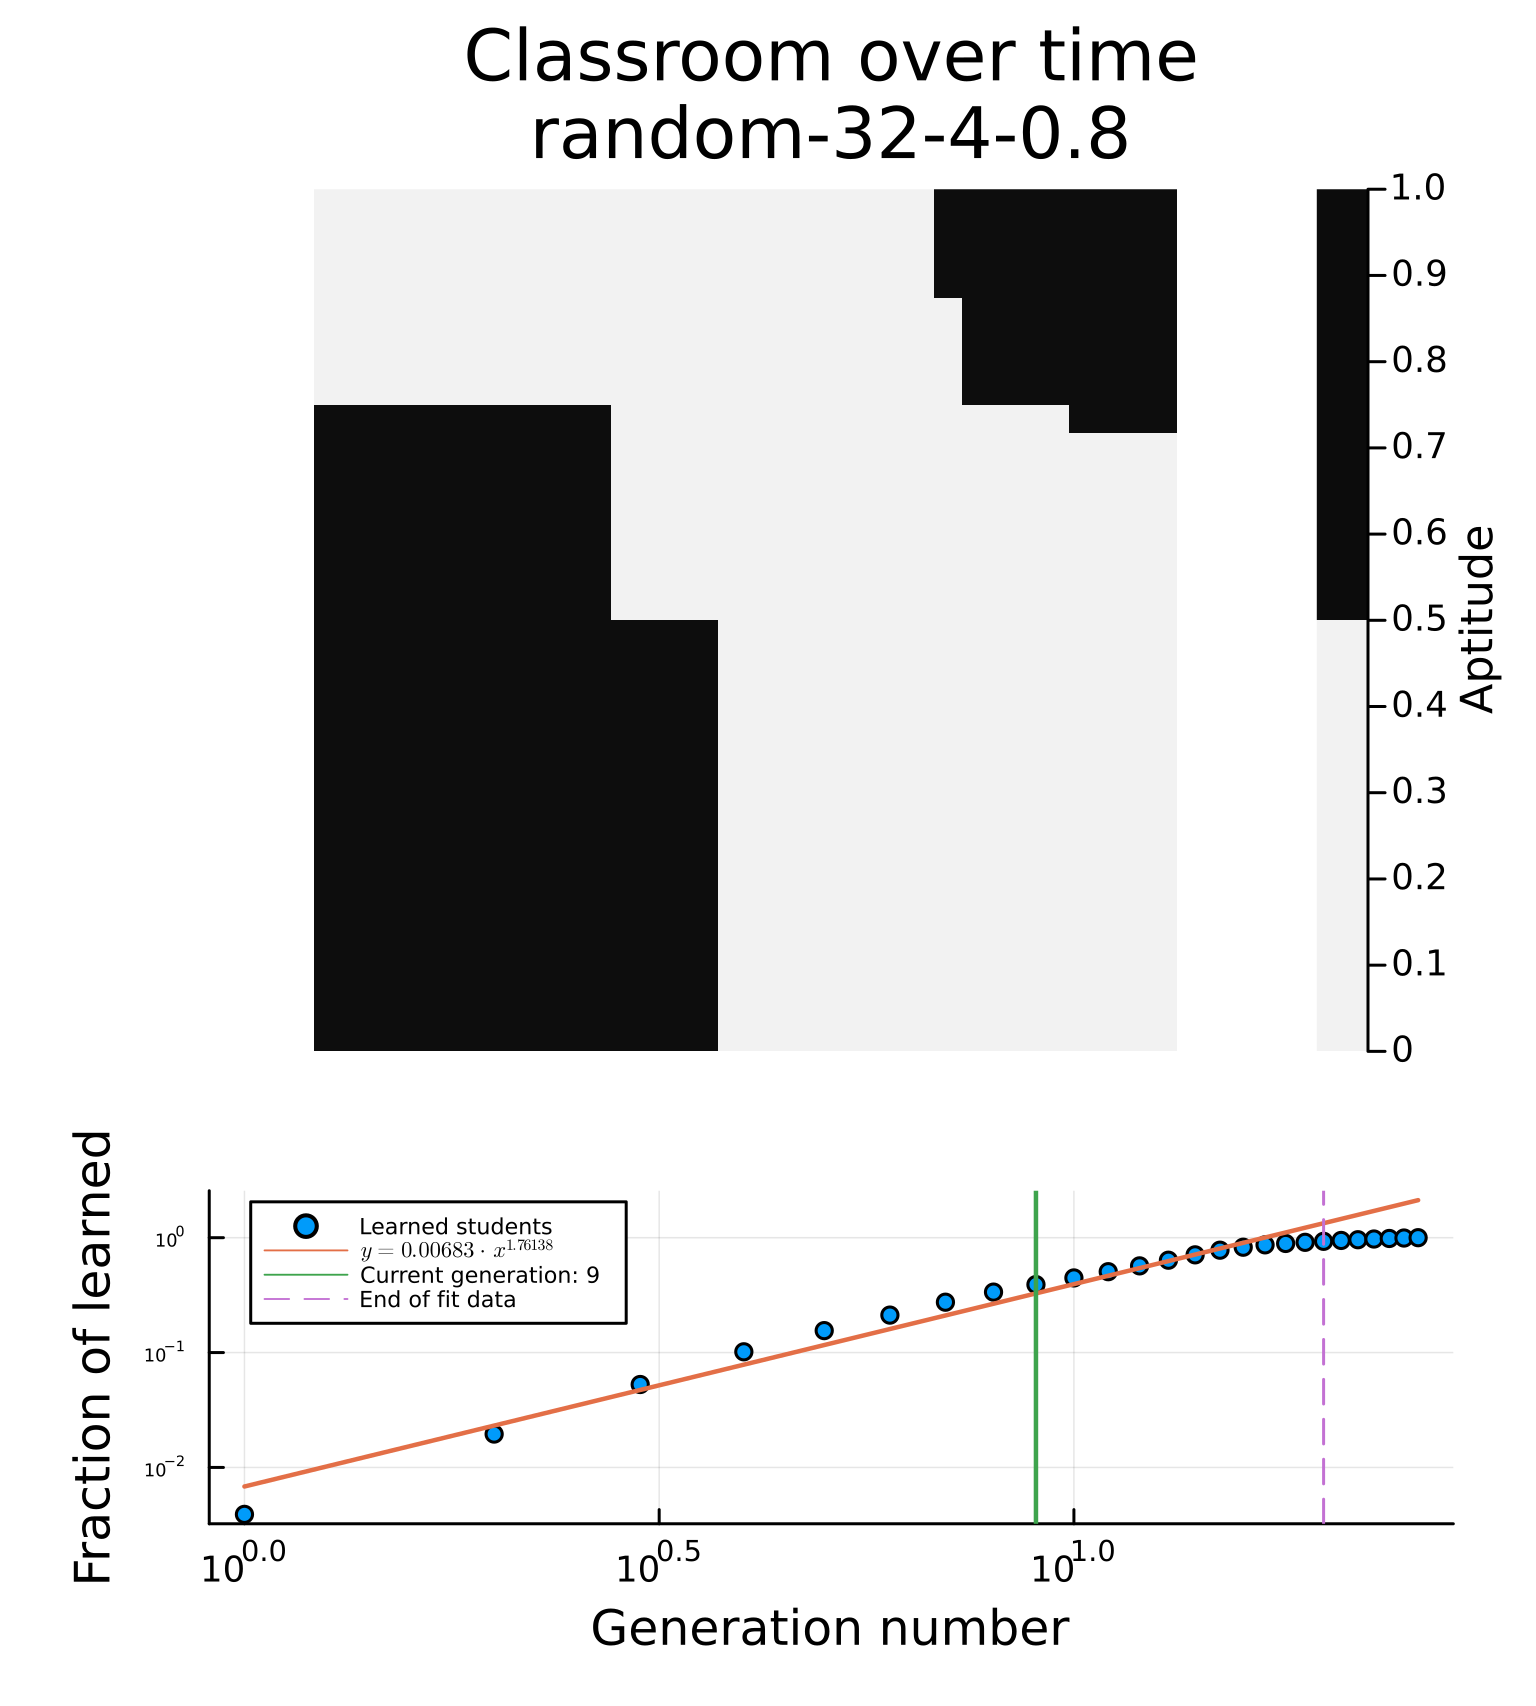 Classroom over time
random-32-4-0.8
1.0
0.9
0.8
0.7
0.6
0.5
0.4
0.3
0.2
0.1
0
Aptitude
Fraction of learned
10^0
10^−1
10^−2
Learned students
y = 0.00683 · x^1.76138
Current generation: 9
End of fit data
10^0.0
10^0.5
10^1.0
Generation number